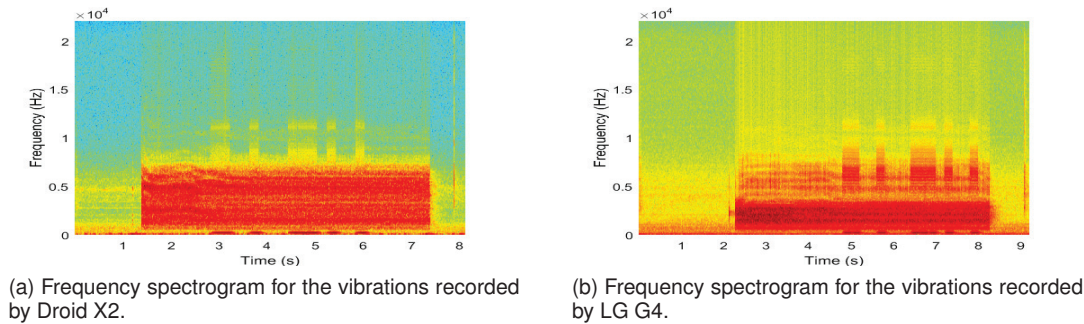 ×10⁴
2
1.5
1
0.5
0
Frequency (Hz)
1 2 3 4 5 6 7 8
Time (s)
(a) Frequency spectrogram for the vibrations recorded
by Droid X2.
×10⁴
2
1.5
1
0.5
0
Frequency (Hz)
1 2 3 4 5 6 7 8 9
Time (s)
(b) Frequency spectrogram for the vibrations recorded
by LG G4.